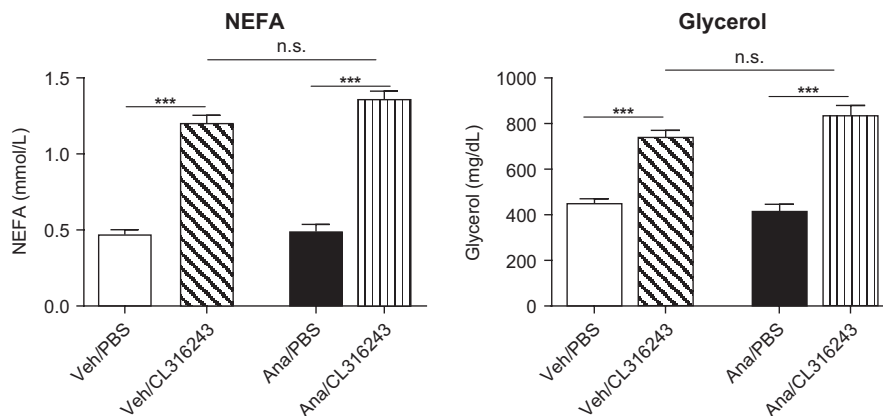 NEFA
n.s.
***
***
1.5
1.0
0.5
0.0
NEFA (mmol/L)
Veh/PBS
Veh/CL316243
Ana/PBS
Ana/CL316243
Glycerol
n.s.
***
***
1000
800
600
400
200
0
Glycerol (mg/dL)
Veh/PBS
Veh/CL316243
Ana/PBS
Ana/CL316243